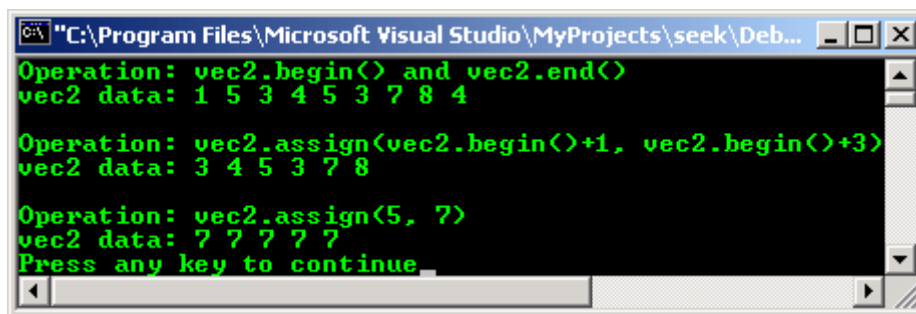 "C:\Program Files\Microsoft Visual Studio\MyProjects\seek\Deb...
Operation: vec2.begin() and vec2.end()
vec2 data: 1 5 3 4 5 3 7 8 4
Operation: vec2.assign(vec2.begin()+1, vec2.begin()+3)
vec2 data: 3 4 5 3 7 8
Operation: vec2.assign(5, 7)
vec2 data: 7 7 7 7 7
Press any key to continue_